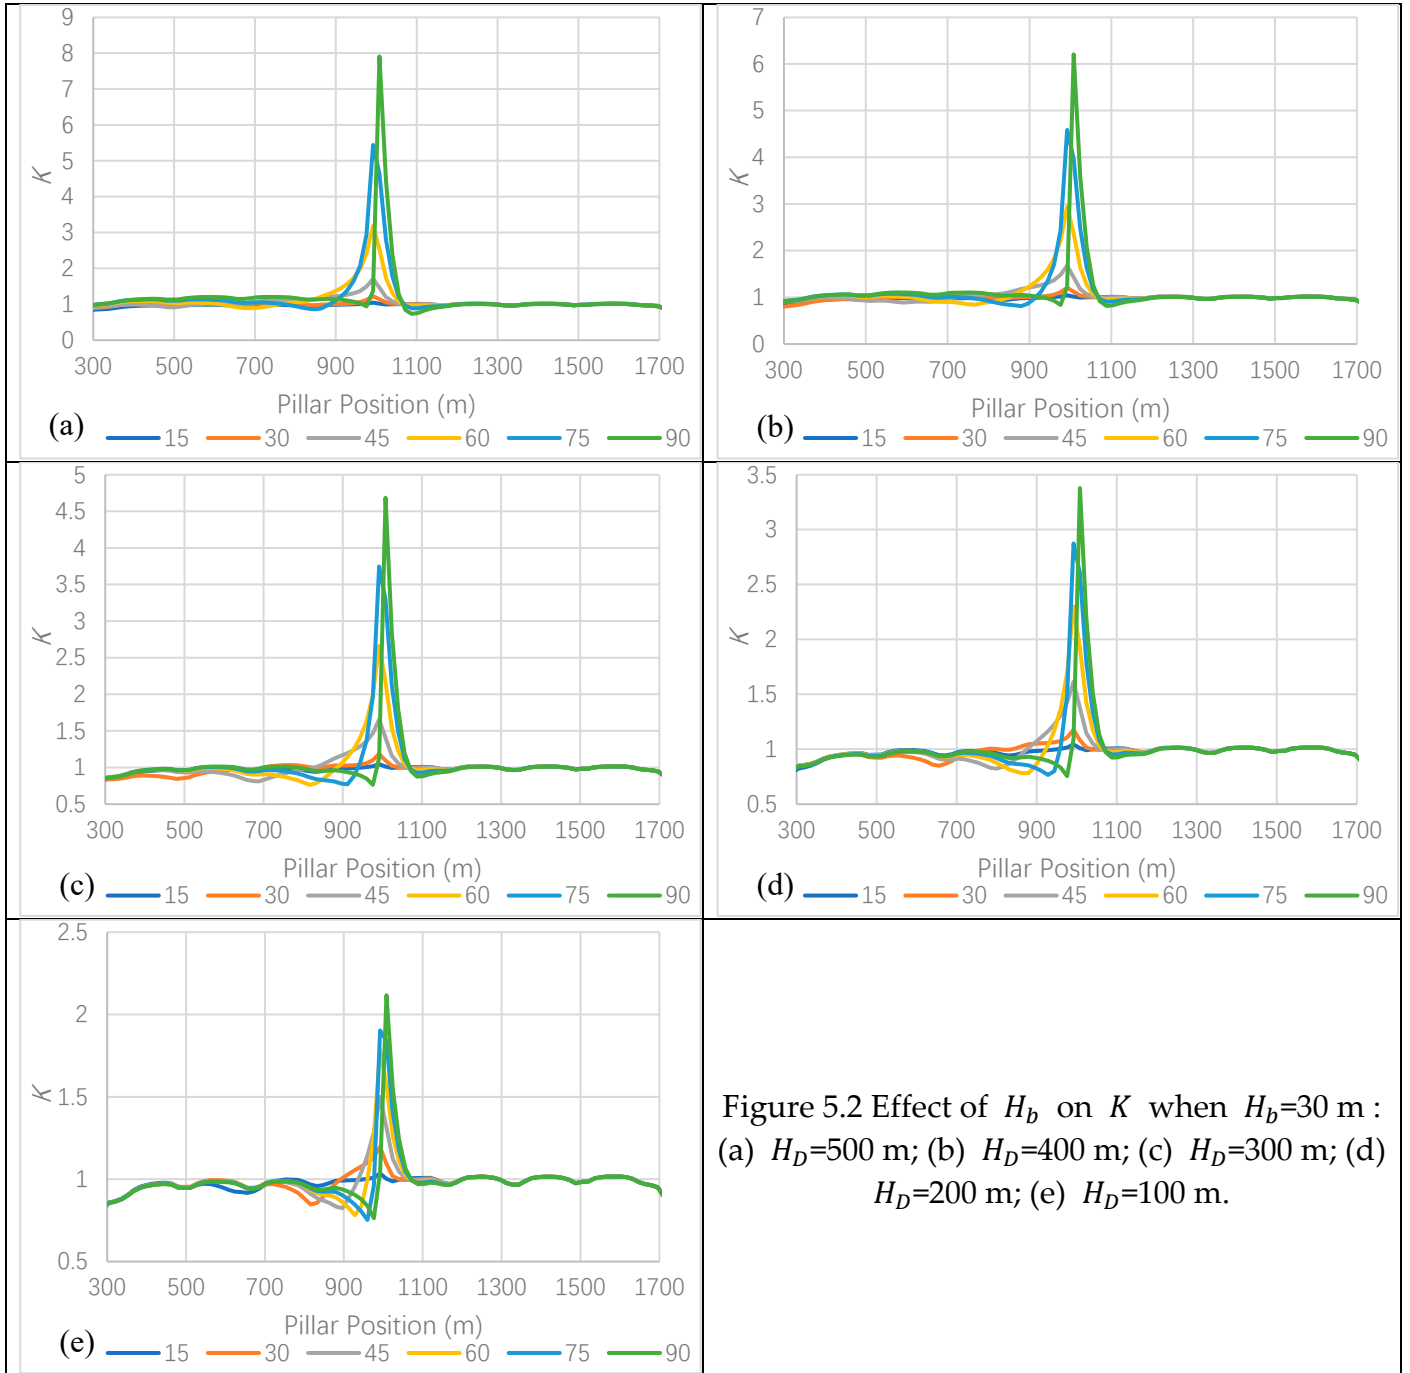 9
8
7
6
5
4
3
2
1
0
K
300 500 700 900 1100 1300 1500 1700
Pillar Position (m)
(a)
15 30 45 60 75 90
7
6
5
4
3
2
1
0
K
300 500 700 900 1100 1300 1500 1700
Pillar Position (m)
(b)
15 30 45 60 75 90
5
4.5
4
3.5
3
2.5
2
1.5
1
0.5
K
300 500 700 900 1100 1300 1500 1700
Pillar Position (m)
(c)
15 30 45 60 75 90
3.5
3
2.5
2
1.5
1
0.5
K
300 500 700 900 1100 1300 1500 1700
Pillar Position (m)
(d)
15 30 45 60 75 90
2.5
2
1.5
1
0.5
K
300 500 700 900 1100 1300 1500 1700
Pillar Position (m)
(e)
15 30 45 60 75 90
Figure 5.2 Effect of H_b on K when H_b=30 m :
(a) H_D=500 m; (b) H_D=400 m; (c) H_D=300 m; (d)
H_D=200 m; (e) H_D=100 m.